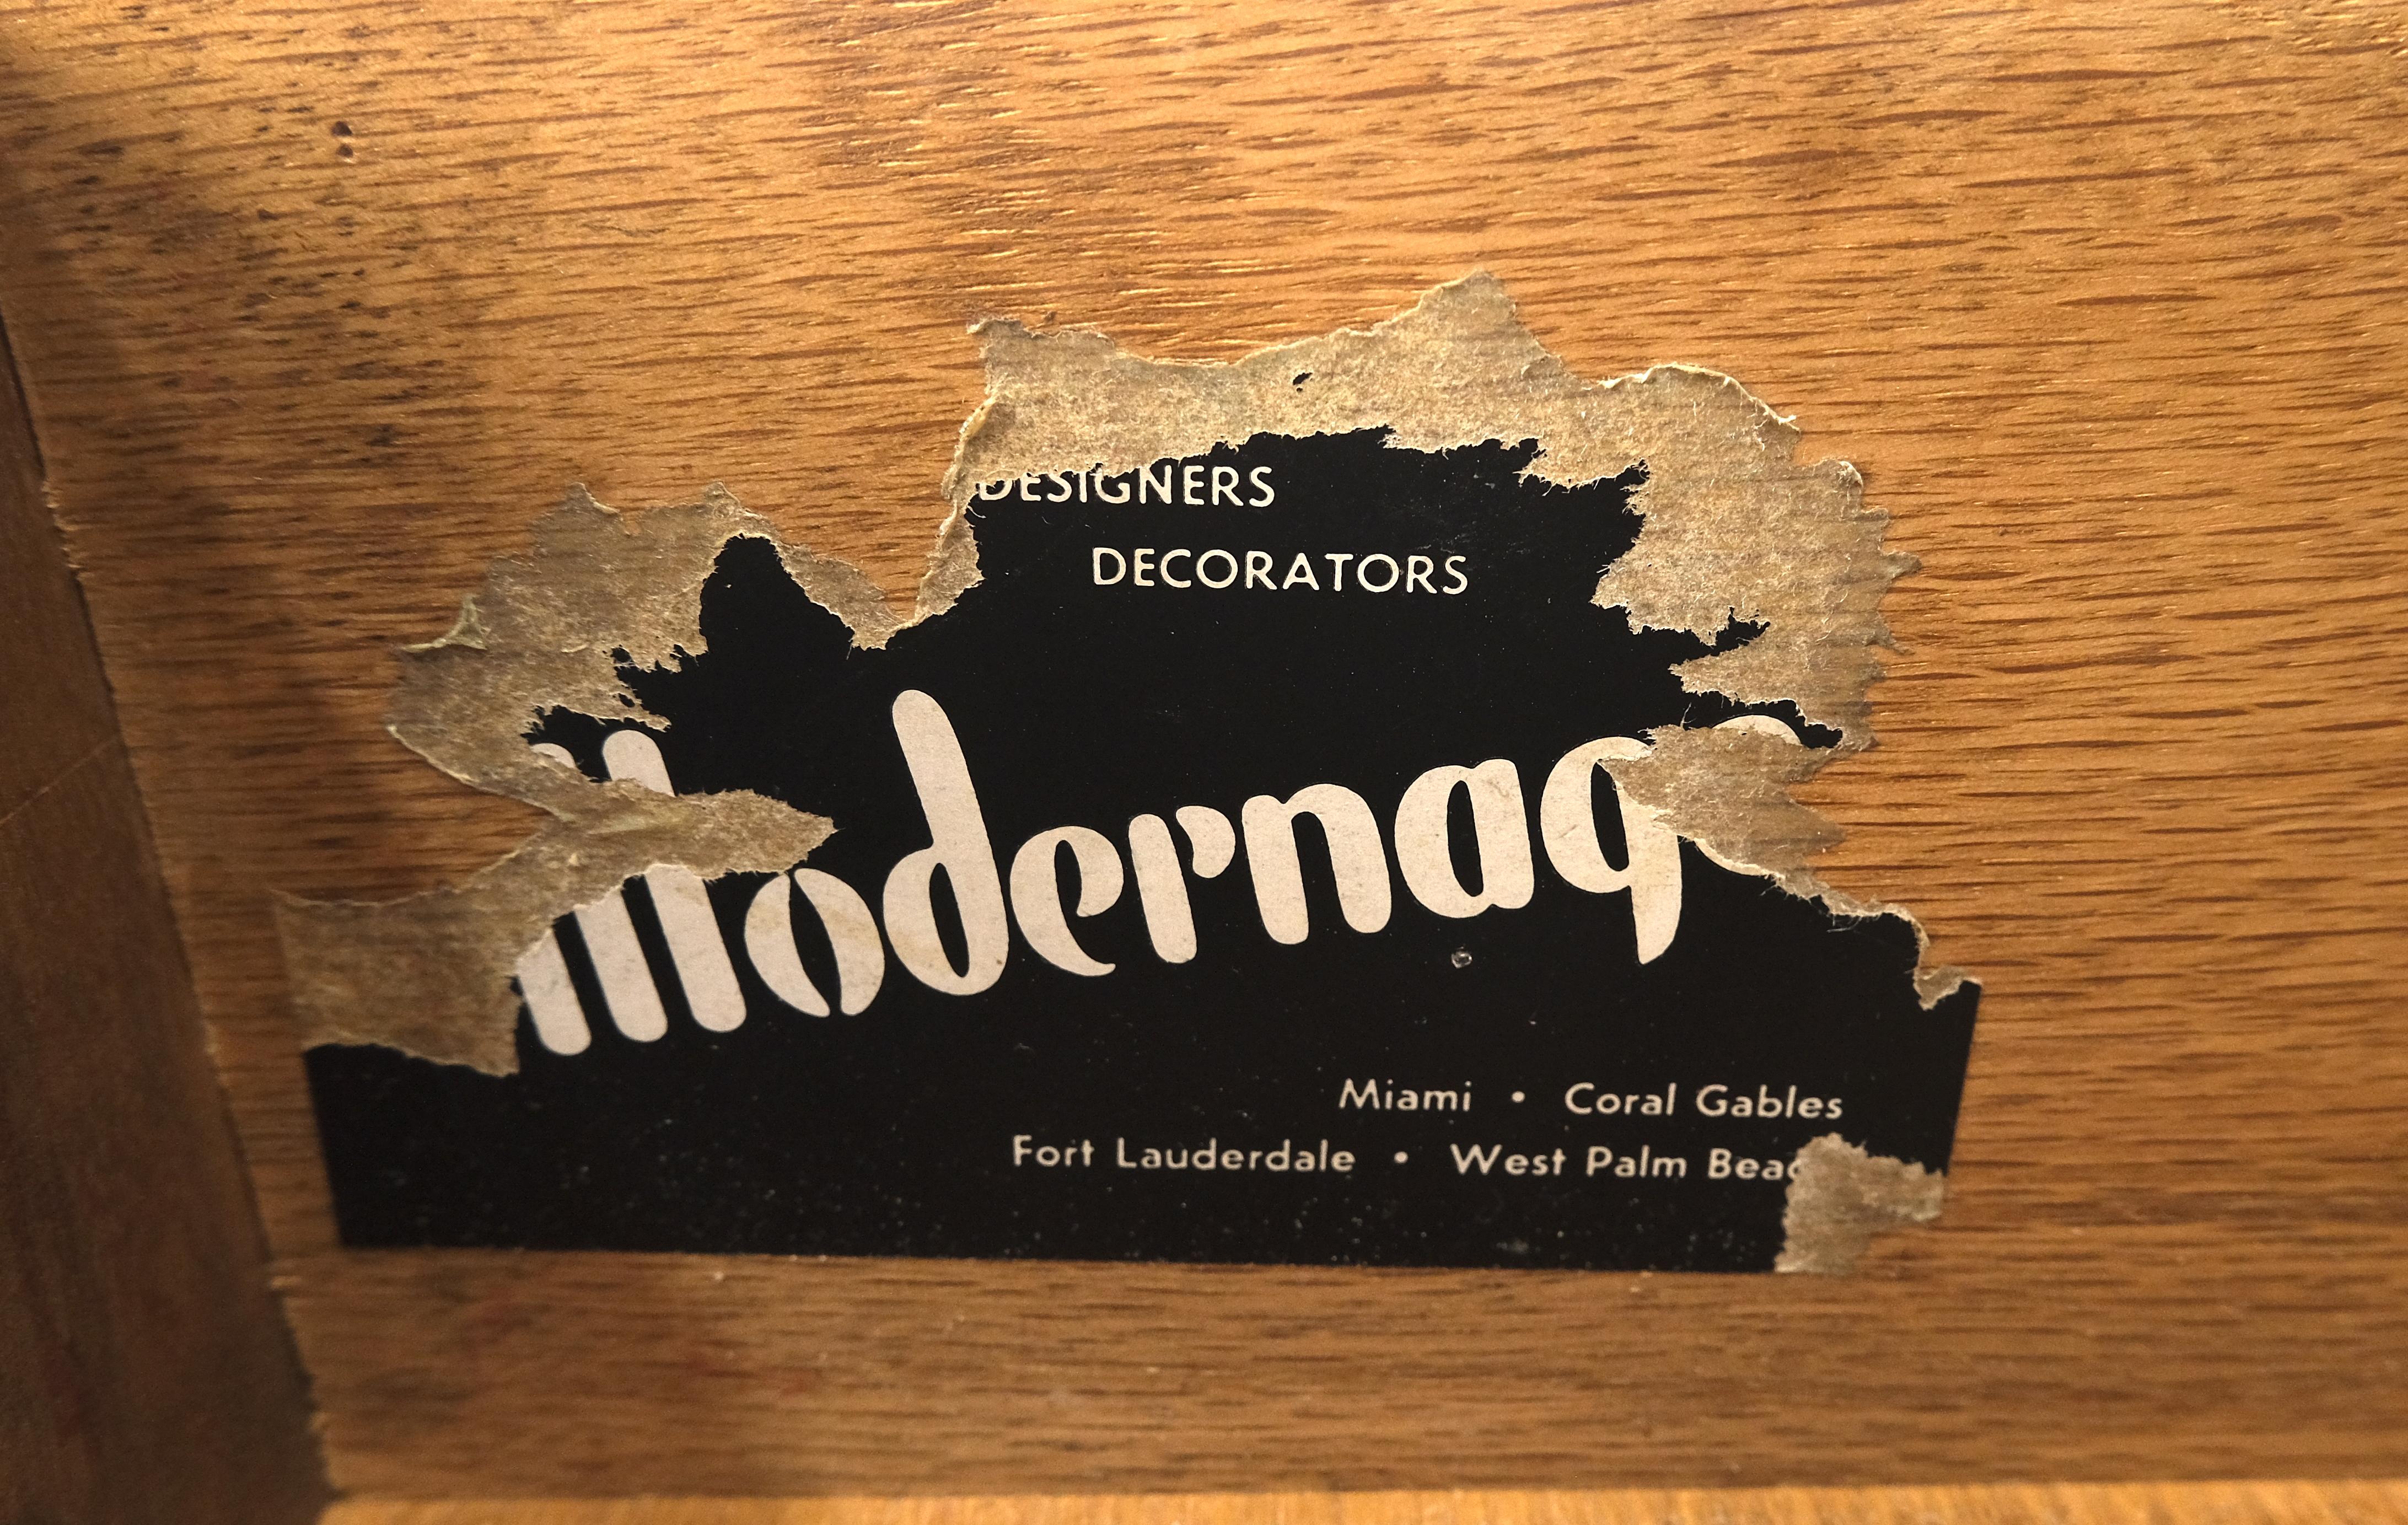 DESIGNERS
DECORATORS
Modernage
Miami • Coral Gables
Fort Lauderdale • West Palm Beac